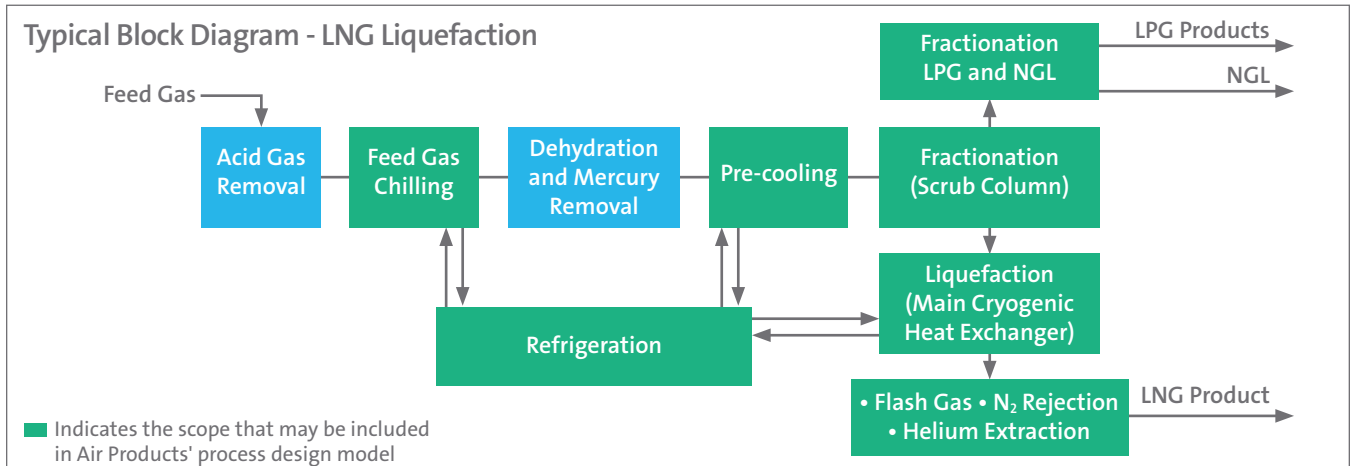 Typical Block Diagram - LNG Liquefaction
Feed Gas
Acid Gas
Removal
Feed Gas
Chilling
Dehydration
and Mercury
Removal
Pre-cooling
Fractionation
LPG and NGL
LPG Products
NGL
Fractionation
(Scrub Column)
Refrigeration
Liquefaction
(Main Cryogenic
Heat Exchanger)
• Flash Gas • N₂ Rejection
• Helium Extraction
LNG Product
Indicates the scope that may be included
in Air Products' process design model